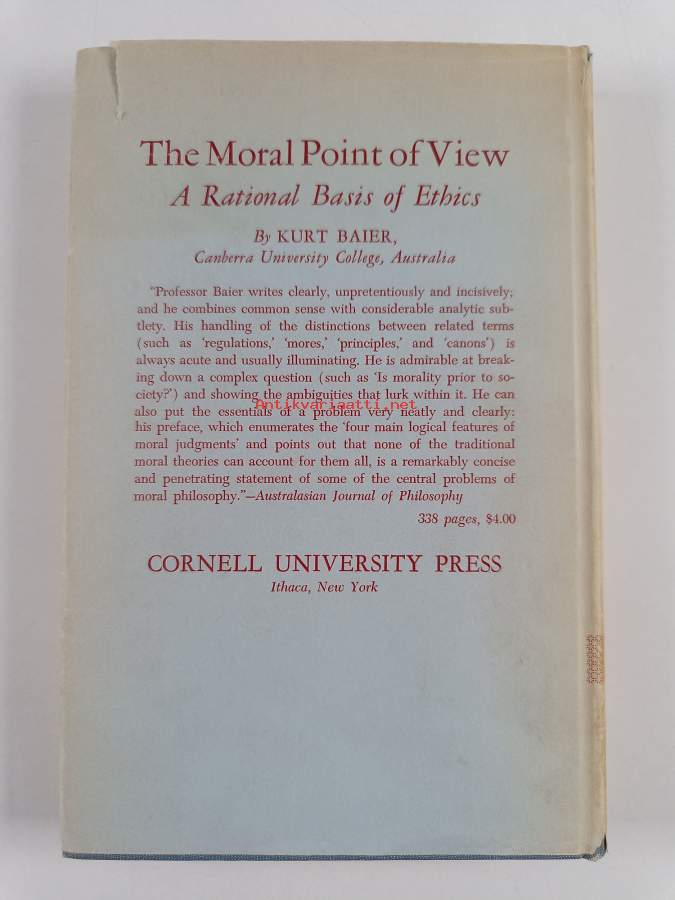 The Moral Point of View
A Rational Basis of Ethics
By KURT BAIER,
Canberra University College, Australia
"Professor Baier writes clearly, unpretentiously and incisively;
and he combines common sense with considerable analytic sub-
tlety. His handling of the distinctions between related terms
(such as 'regulations,' 'mores,' 'principles,' and 'canons') is
always acute and usually illuminating. He is admirable at break-
ing down a complex question (such as 'Is morality prior to so-
ciety?') and showing the ambiguities that lurk within it. He can
Antikvariaatti.net
also put the essentials of a problem very neatly and clearly:
his preface, which enumerates the 'four main logical features of
moral judgments' and points out that none of the traditional
moral theories can account for them all, is a remarkably concise
and penetrating statement of some of the central problems of
moral philosophy."—Australasian Journal of Philosophy
338 pages, $4.00
CORNELL UNIVERSITY PRESS
Ithaca, New York